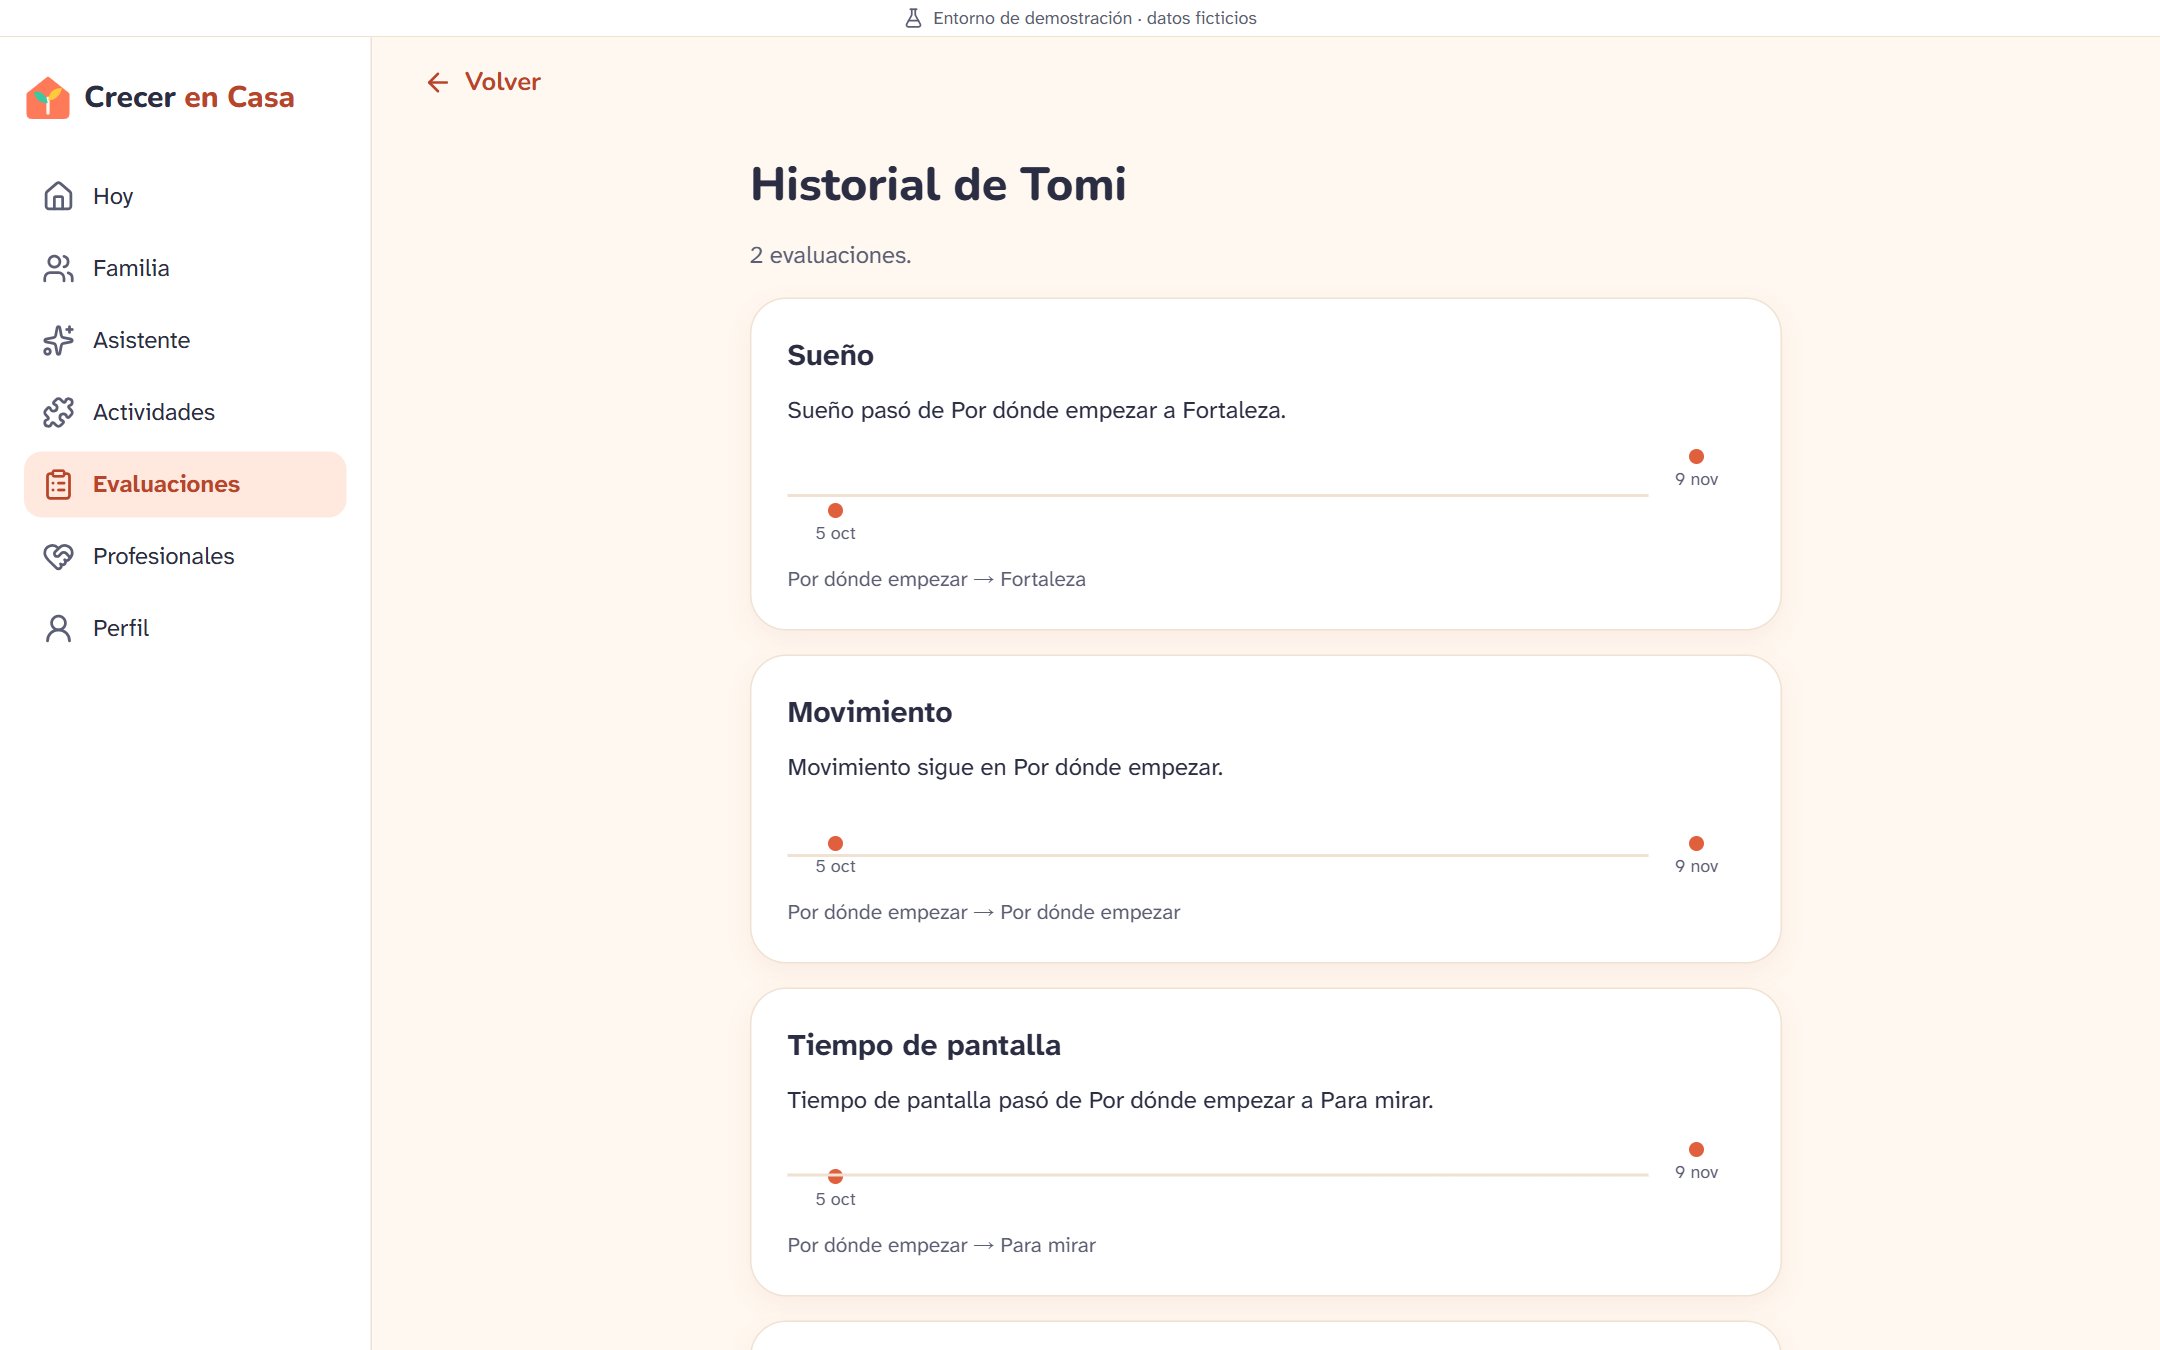 Entorno de demostración · datos ficticios
Crecer en Casa
Hoy
Familia
Asistente
Actividades
Evaluaciones
Profesionales
Perfil
Volver
Historial de Tomi
2 evaluaciones.
Sueño
Sueño pasó de Por dónde empezar a Fortaleza.
9 nov
5 oct
Por dónde empezar → Fortaleza
Movimiento
Movimiento sigue en Por dónde empezar.
5 oct
9 nov
Por dónde empezar → Por dónde empezar
Tiempo de pantalla
Tiempo de pantalla pasó de Por dónde empezar a Para mirar.
9 nov
5 oct
Por dónde empezar → Para mirar